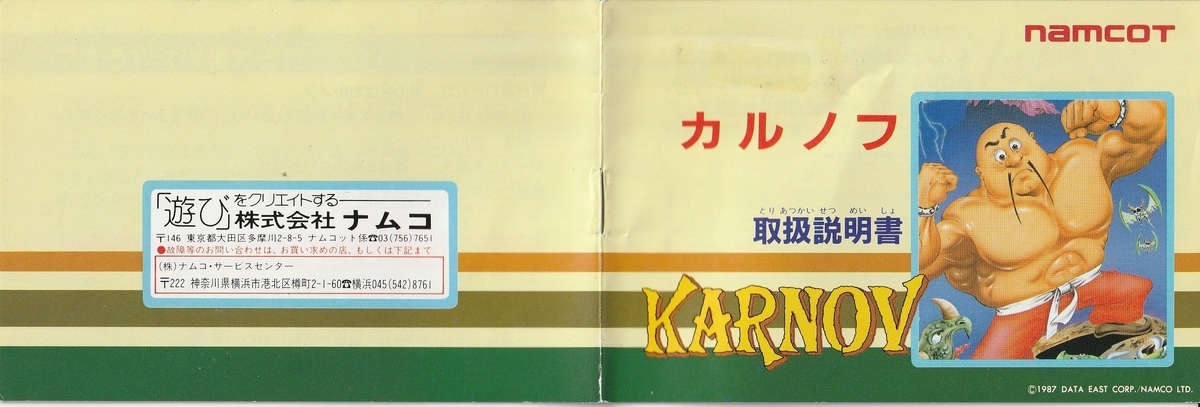 「遊び」をクリエイトする
株式会社 ナムコ
〒146 東京都大田区多摩川2-8-5 ナムコット係☎03(756)7651
●故障等のお問い合わせは、お買い求めの店、もしくは下記まで
(株)ナムコ・サービスセンター
〒222 神奈川県横浜市港北区樽町2-1-60☎横浜045(542)8761
namcot
カルノフ
とりあつかいせつめいしょ
取扱説明書
KARNOV
©1987 DATA EAST CORP./NAMCO LTD.